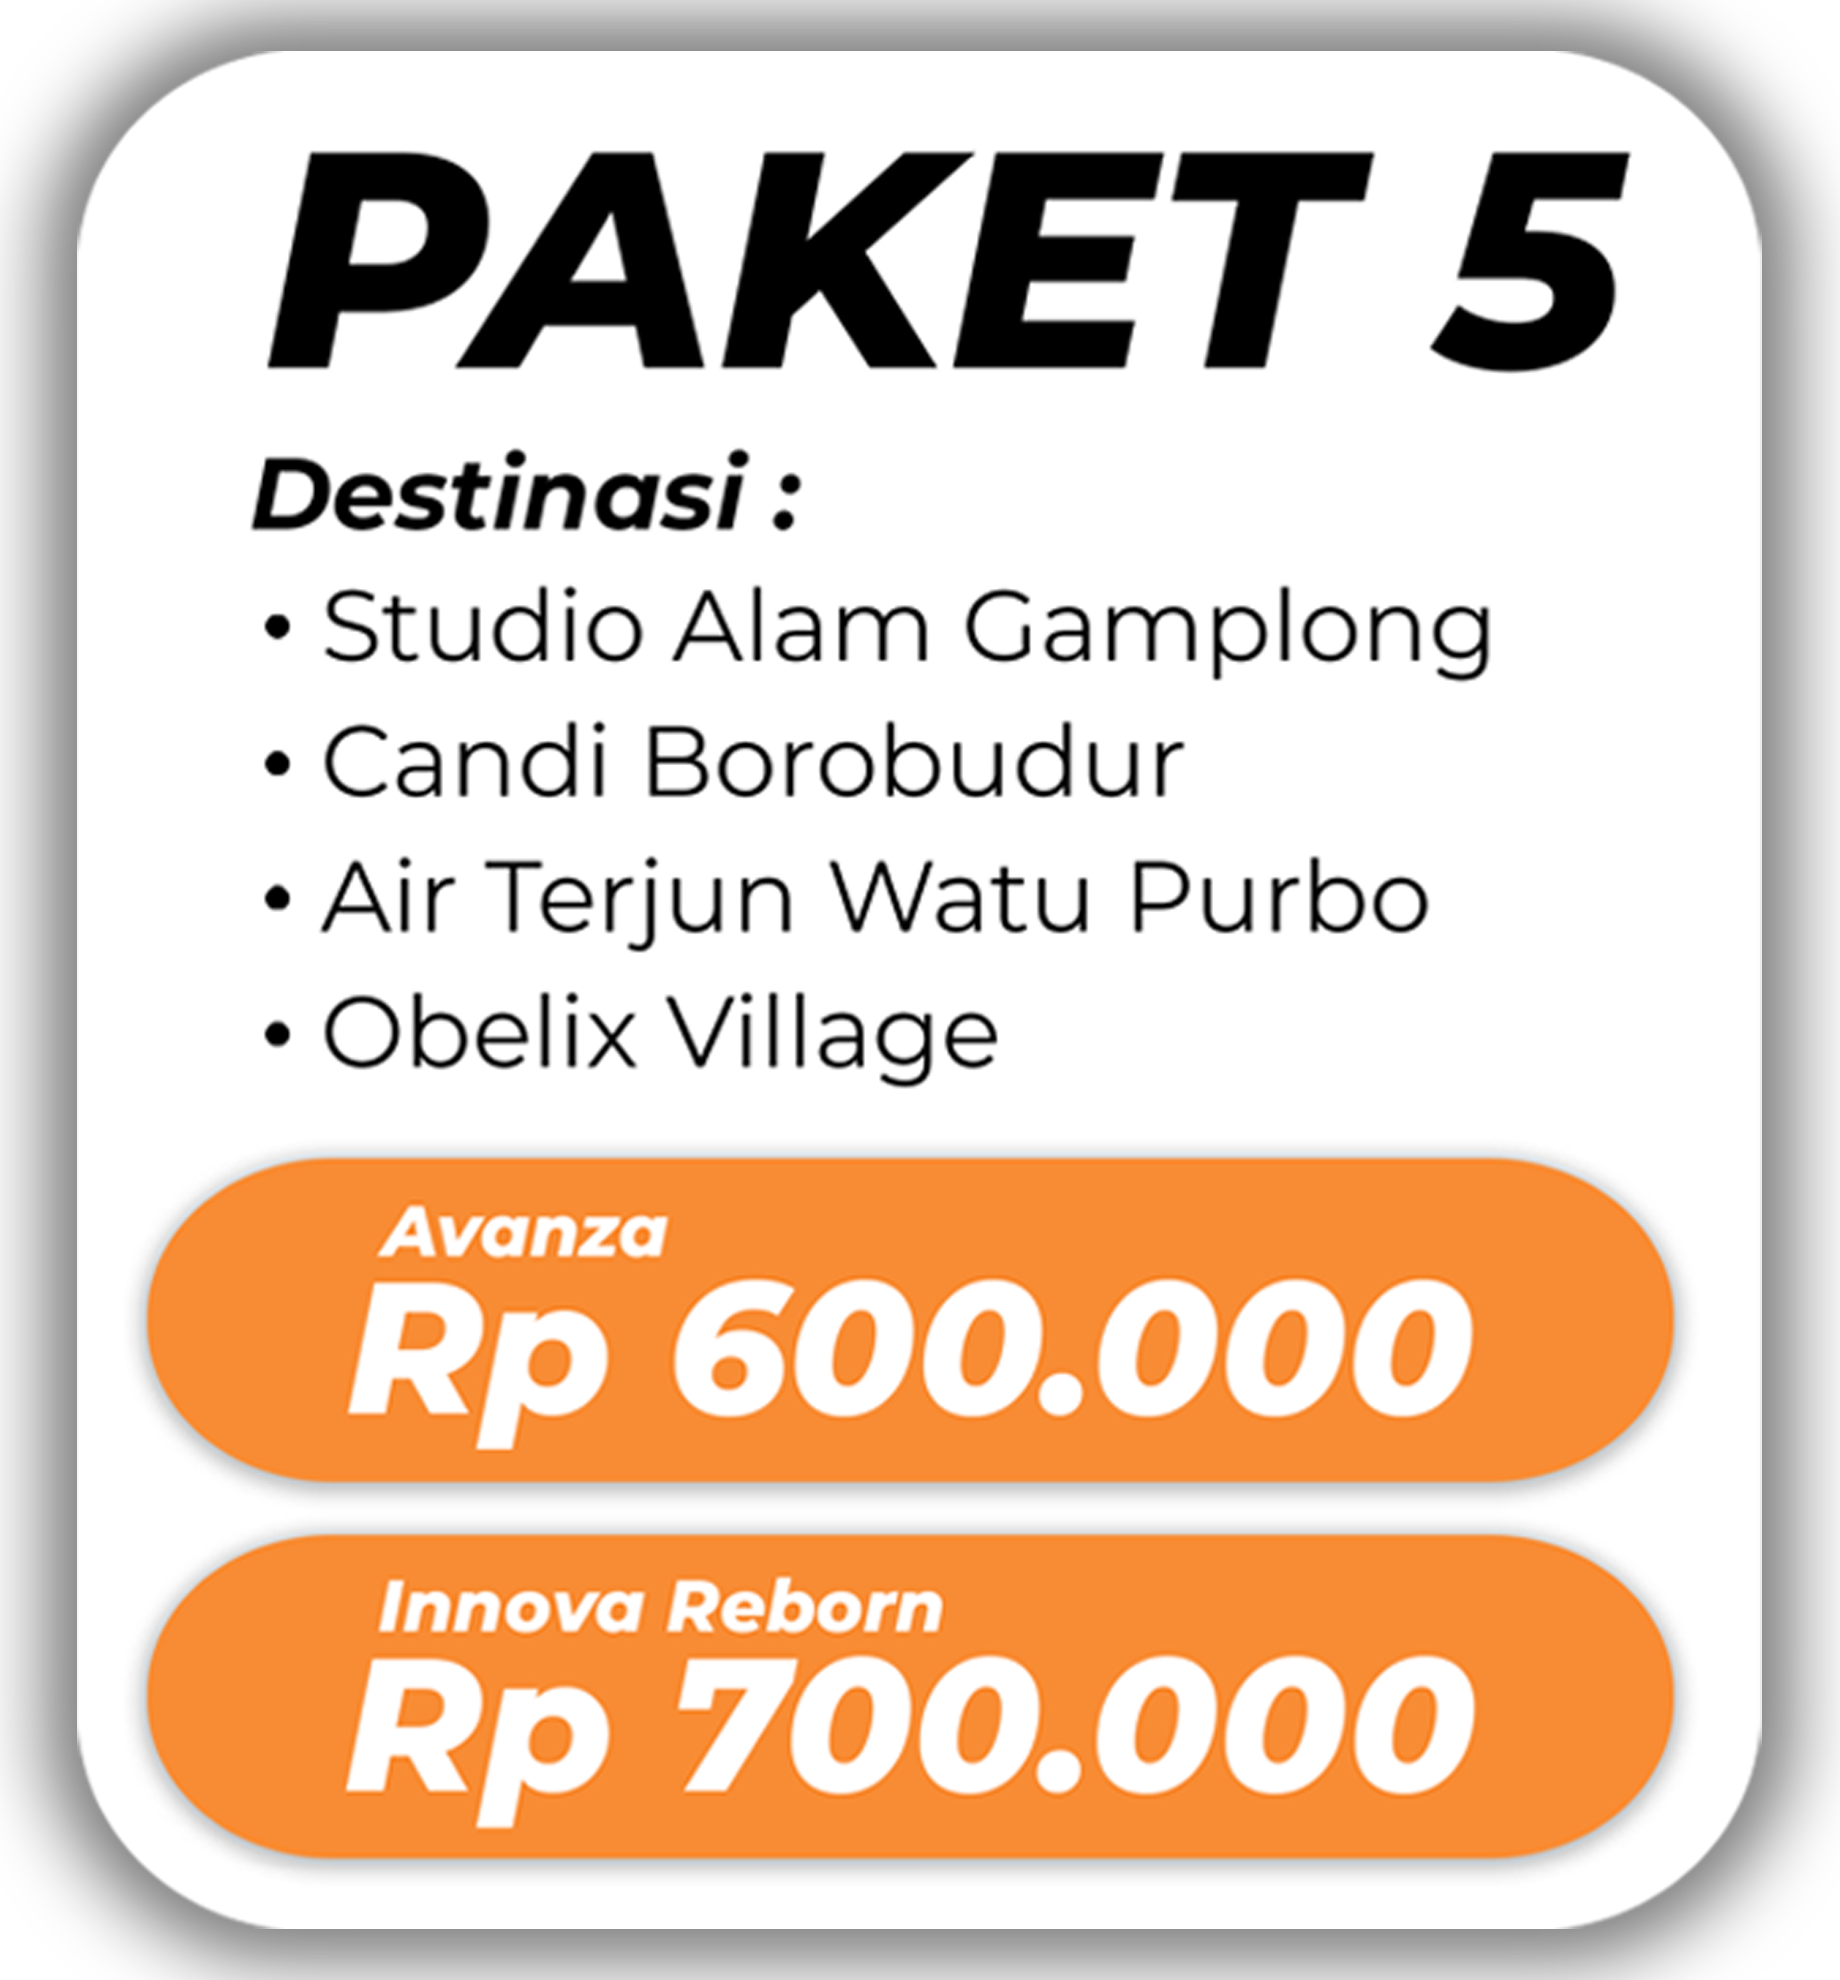 PAKET 5
Destinasi :
• Studio Alam Gamplong
• Candi Borobudur
• Air Terjun Watu Purbo
• Obelix Village
Avanza
Rp 600.000
Innova Reborn
Rp 700.000